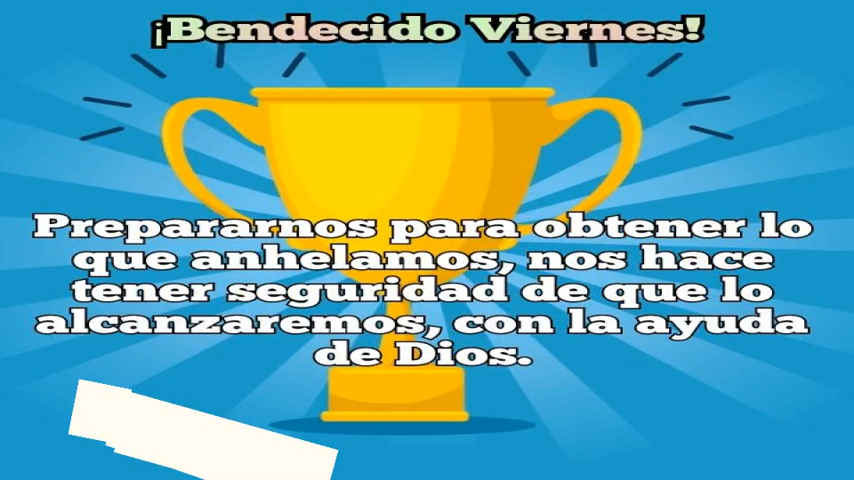 ¡Bendecido Viernes!
Prepararnos para obtener lo
que anhelamos, nos hace
tener seguridad de que lo
alcanzaremos, con la ayuda
de Dios.